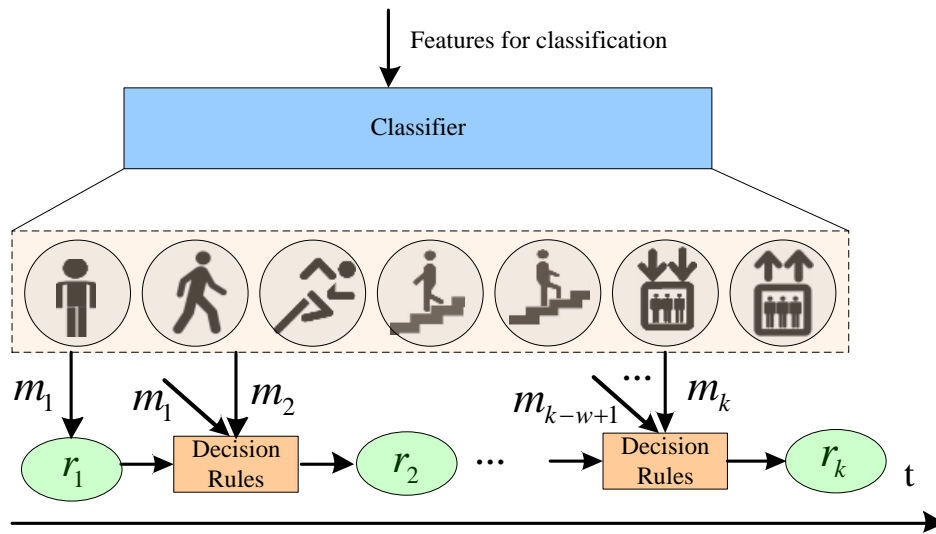 Features for classification
Classifier
m₁
m₁
m₂
...
mₖ₋w₊₁
mₖ
r₁
Decision
Rules
r₂
...
Decision
Rules
rₖ
t